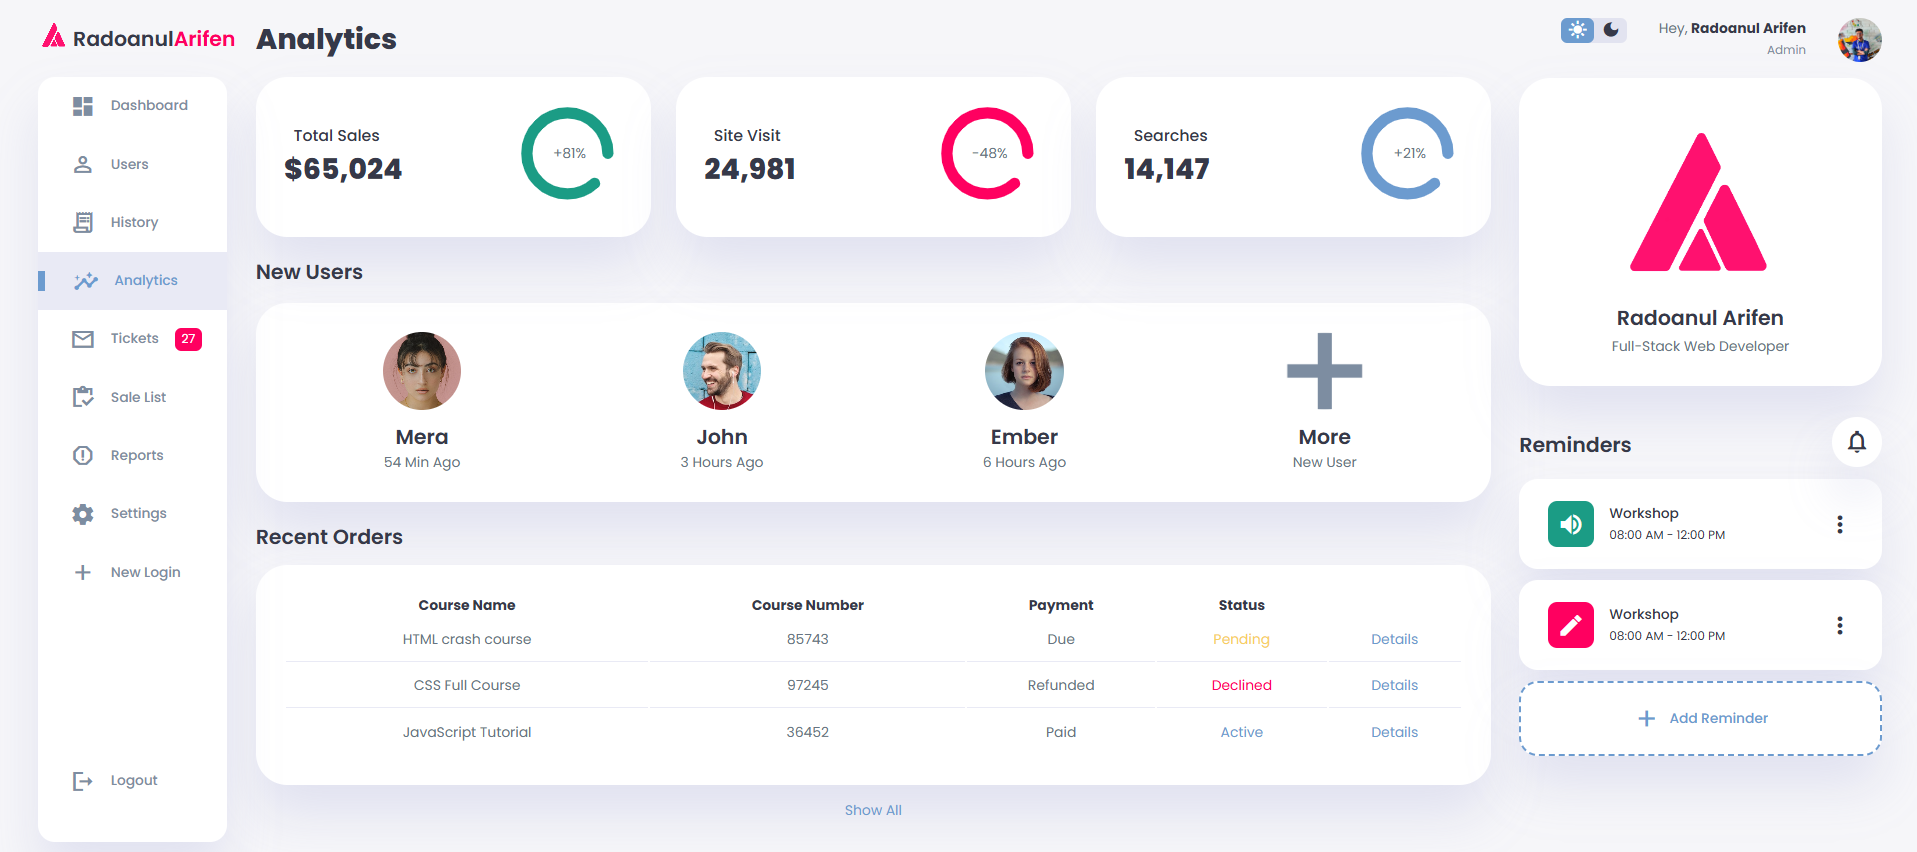 RadoanulArifen
Analytics
Hey, Radoanul Arifen
Admin
Dashboard
Users
History
Analytics
Tickets 27
Sale List
Reports
Settings
New Login
Logout
Total Sales
$65,024
+81%
Site Visit
24,981
-48%
Searches
14,147
+21%
New Users
Mera
54 Min Ago
John
3 Hours Ago
Ember
6 Hours Ago
More
New User
Recent Orders
Course Name Course Number Payment Status
HTML crash course 85743 Due Pending Details
CSS Full Course 97245 Refunded Declined Details
JavaScript Tutorial 36452 Paid Active Details
Show All
Radoanul Arifen
Full-Stack Web Developer
Reminders
Workshop
08:00 AM - 12:00 PM
Workshop
08:00 AM - 12:00 PM
Add Reminder